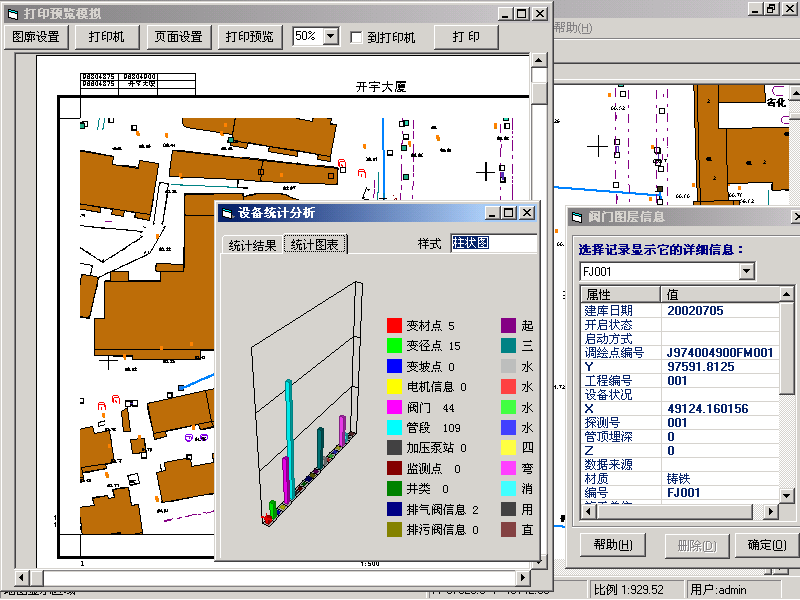 打印预览模拟
图廓设置
打印机
页面设置
打印预览
50%
到打印机
打 印
帮助(H)
D6804875 D6804900
D6804875 开宇大厦
开宇大厦
1
1:500
设备统计分析
统计结果
统计图表
样式
柱状图
变材点 5
变径点 15
变坡点 0
电机信息 0
阀门 44
管段 109
加压泵站 0
监测点 0
井类 0
排气阀信息 2
排污阀信息 0
起
三
水
水
水
水
四
弯
消
用
直
阀门图层信息
选择记录显示它的详细信息：
FJ001
属性 值
建库日期 20020705
开启状态
启动方式
调绘点编号 J974004900FM001
Y 97591.8125
工程编号 001
设备状况
X 49124.160156
探测号 001
管顶埋深 0
Z 0
数据来源
材质 铸铁
编号 FJ001
帮助(H)
删除(D)
确定(O)
比例 1:929.52
用户:admin